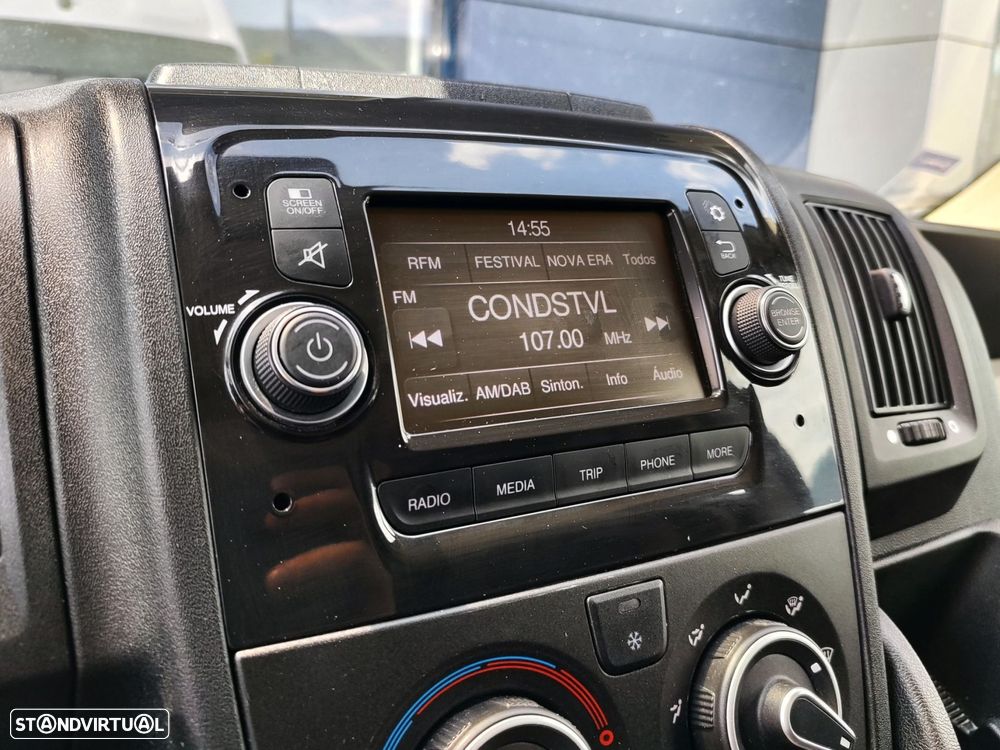 SCREEN
ON/OFF
VOLUME
14:55
RFM FESTIVAL NOVA ERA Todos
FM
CONDSTVL
107.00 MHz
Visualiz. AM/DAB Sinton. Info Áudio
BACK
TUNE
BROWSE
ENTER
RADIO MEDIA TRIP PHONE MORE
STANDVIRTUAL